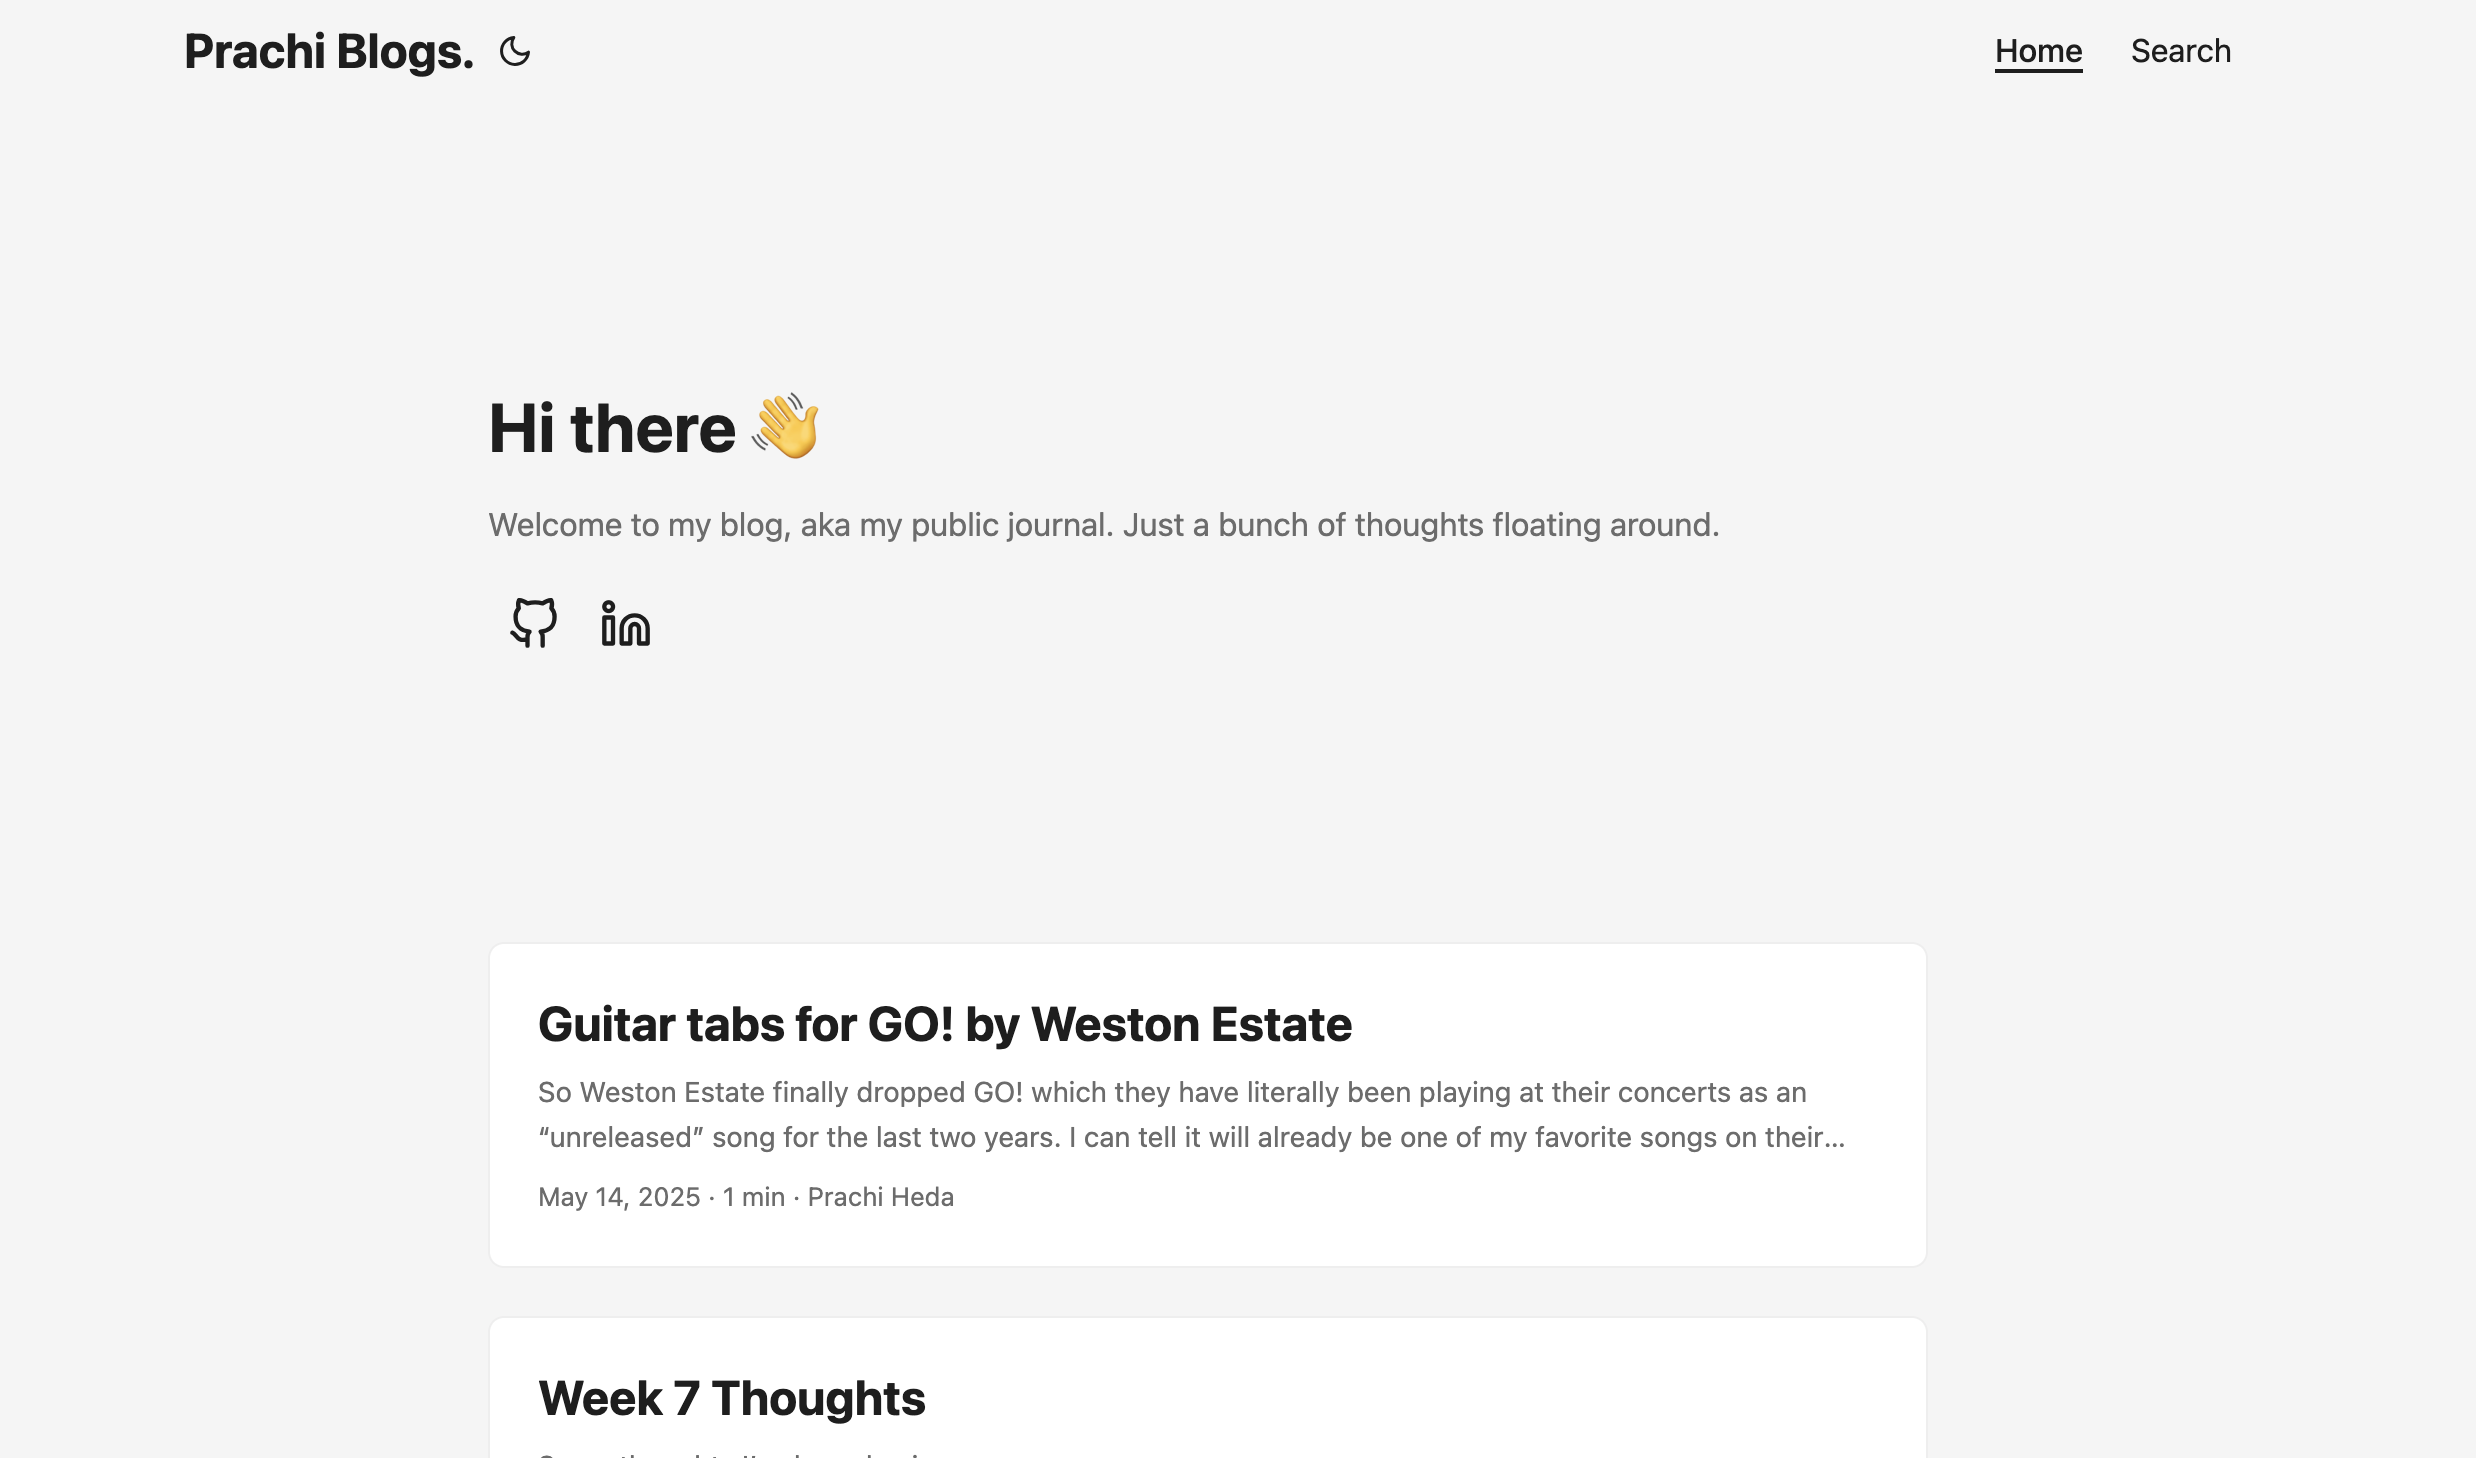 Prachi Blogs.
Home Search
Hi there 👋
Welcome to my blog, aka my public journal. Just a bunch of thoughts floating around.
Guitar tabs for GO! by Weston Estate
So Weston Estate finally dropped GO! which they have literally been playing at their concerts as an
“unreleased” song for the last two years. I can tell it will already be one of my favorite songs on their...
May 14, 2025 · 1 min · Prachi Heda
Week 7 Thoughts